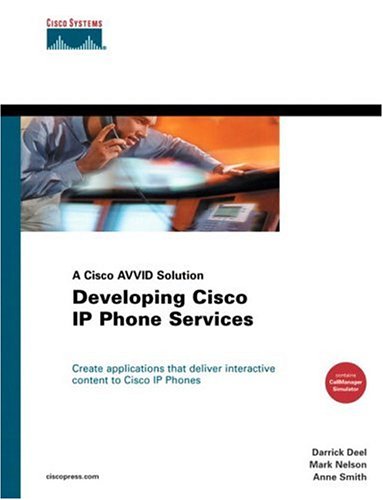 CISCO SYSTEMS
A Cisco AVVID Solution
Developing Cisco
IP Phone Services
Create applications that deliver interactive
content to Cisco IP Phones
contains
CallManager
Simulator
Darrick Deel
Mark Nelson
Anne Smith
ciscopress.com